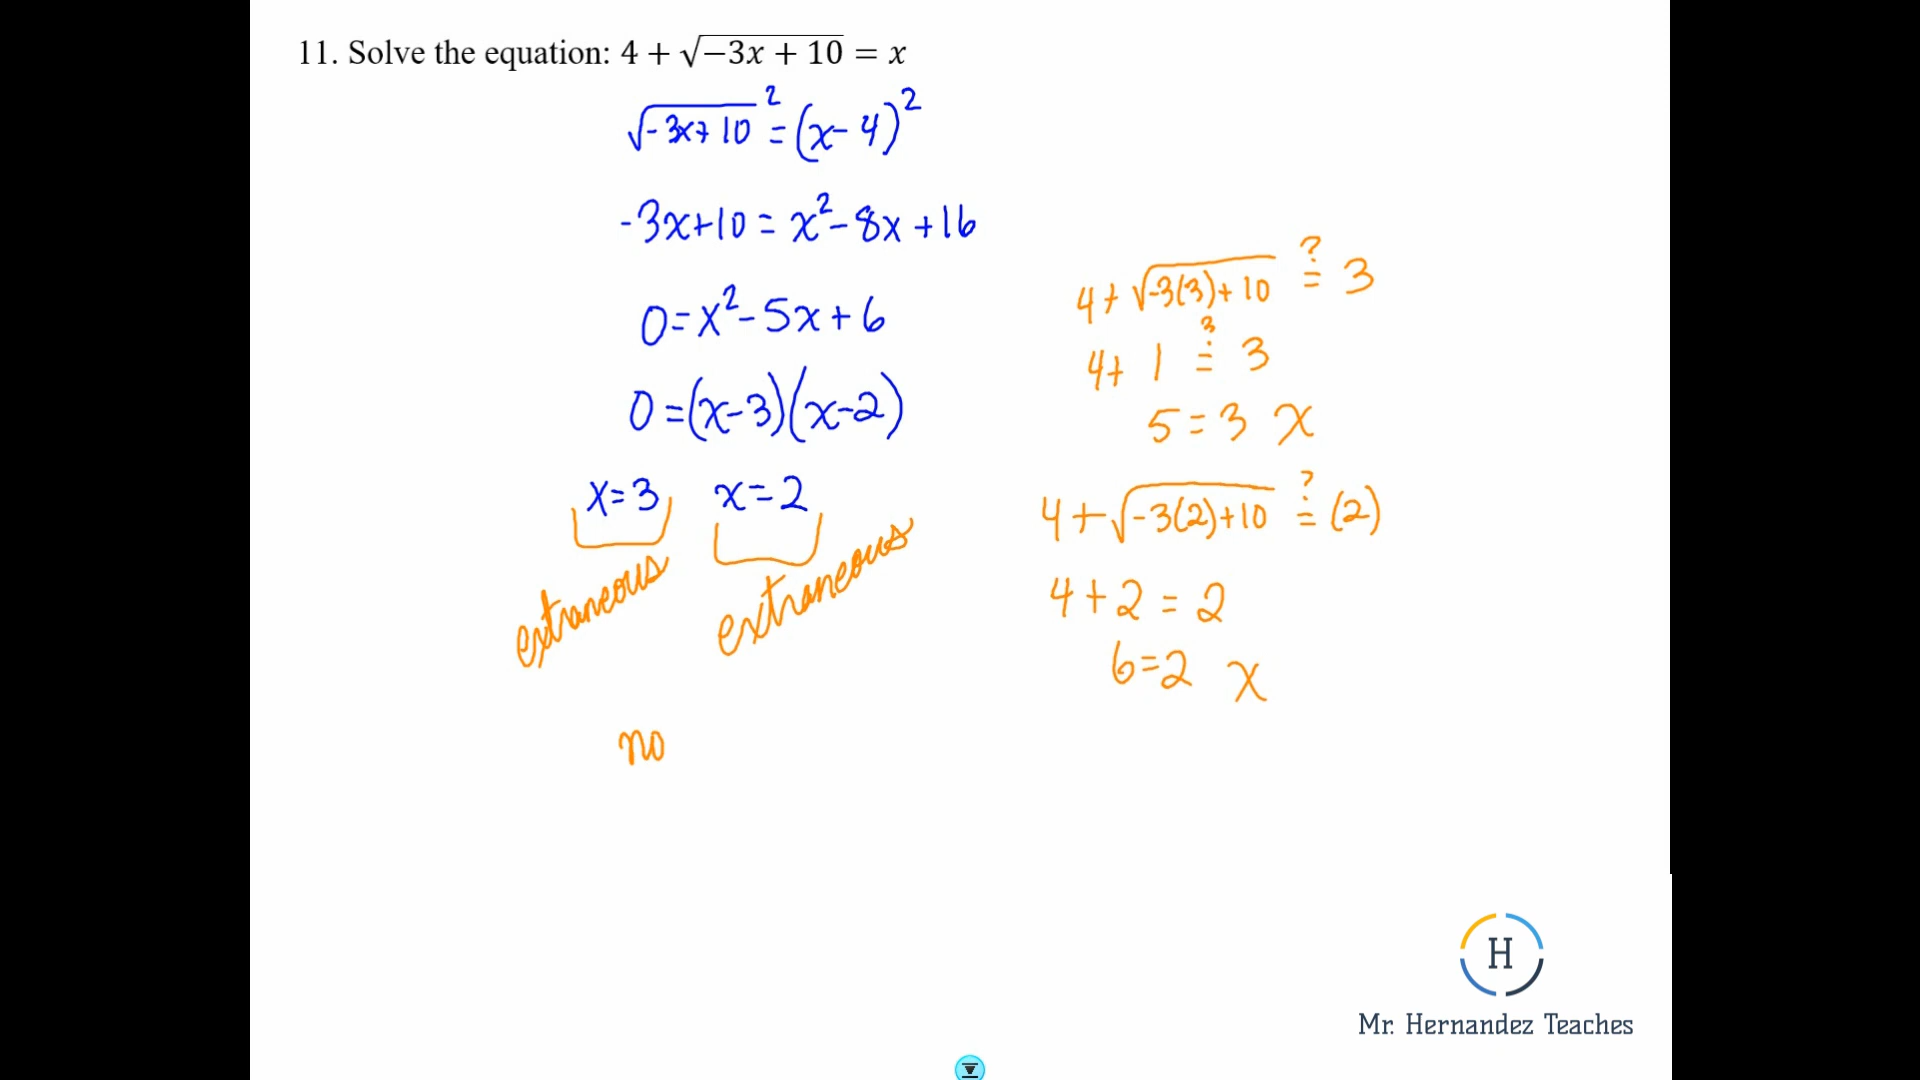 11. Solve the equation: 4 + √(−3x + 10) = x
√(-3x+10)² = (x-4)²
-3x+10 = x²-8x+16
0=x²-5x+6
0=(x-3)(x-2)
x=3 x=2
extraneous extraneous
no
4+√(-3(3)+10) ?= 3
4+ 1 ?= 3
5=3 X
4+√(-3(2)+10) ?= (2)
4+2=2
6=2 X
H
Mr. Hernandez Teaches